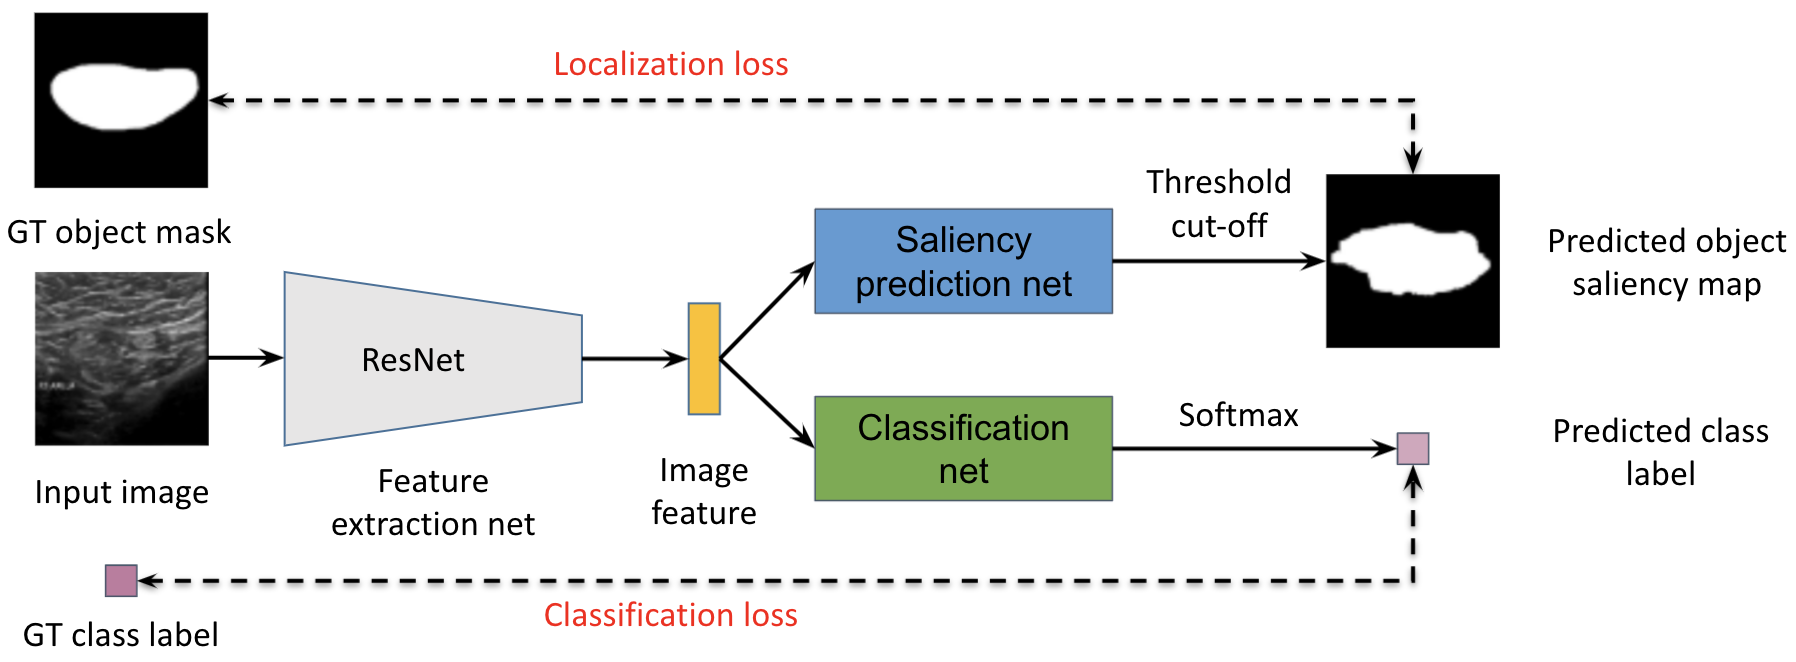 Localization loss
GT object mask
Threshold
cut-off
Saliency
prediction net
Predicted object
saliency map
ResNet
Input image
Feature
extraction net
Image
feature
Classification
net
Softmax
Predicted class
label
Classification loss
GT class label